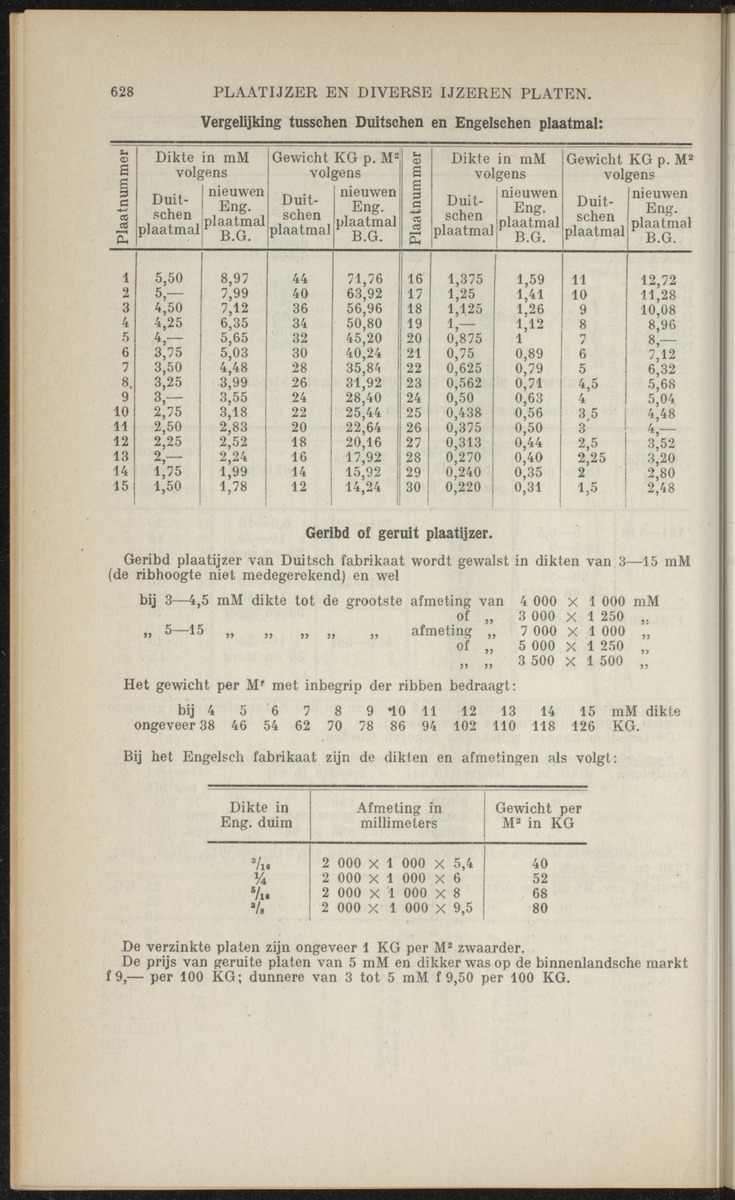 628 PLAATIJZER EN DIVERSE IJZEREN PLATEN.
Vergelijking tusschen Duitschen en Engelschen plaatmal:
Plaatnummer | Dikte in mM volgens | Gewicht KG p. M² volgens | Plaatnummer | Dikte in mM volgens | Gewicht KG p. M² volgens
Duit-schen plaatmal | nieuwen Eng. plaatmal B.G. | Duit-schen plaatmal | nieuwen Eng. plaatmal B.G. | Duit-schen plaatmal | nieuwen Eng. plaatmal B.G. | Duit-schen plaatmal | nieuwen Eng. plaatmal B.G.
1 5,50 8,97 44 71,76 16 1,375 1,59 11 12,72
2 5,— 7,99 40 63,92 17 1,25 1,41 10 11,28
3 4,50 7,12 36 56,96 18 1,125 1,26 9 10,08
4 4,25 6,35 34 50,80 19 1,— 1,12 8 8,96
5 4,— 5,65 32 45,20 20 0,875 1 7 8,—
6 3,75 5,03 30 40,24 21 0,75 0,89 6 7,12
7 3,50 4,48 28 35,84 22 0,625 0,79 5 6,32
8 3,25 3,99 26 31,92 23 0,562 0,71 4,5 5,68
9 3,— 3,55 24 28,40 24 0,50 0,63 4 5,04
10 2,75 3,18 22 25,44 25 0,438 0,56 3,5 4,48
11 2,50 2,83 20 22,64 26 0,375 0,50 3 4,—
12 2,25 2,52 18 20,16 27 0,313 0,44 2,5 3,52
13 2,— 2,24 16 17,92 28 0,270 0,40 2,25 3,20
14 1,75 1,99 14 15,92 29 0,240 0,35 2 2,80
15 1,50 1,78 12 14,24 30 0,220 0,31 1,5 2,48
Geribd of geruit plaatijzer.
Geribd plaatijzer van Duitsch fabrikaat wordt gewalst in dikten van 3—15 mM
(de ribhoogte niet medegerekend) en wel
bij 3—4,5 mM dikte tot de grootste afmeting van 4 000 × 1 000 mM
of „ 3 000 × 1 250 „
„ 5—15 „ „ „ „ „ afmeting „ 7 000 × 1 000 „
of „ 5 000 × 1 250 „
„ „ 3 500 × 1 500 „
Het gewicht per M² met inbegrip der ribben bedraagt:
bij 4 5 6 7 8 9 10 11 12 13 14 15 mM dikte
ongeveer 38 46 54 62 70 78 86 94 102 110 118 126 KG.
Bij het Engelsch fabrikaat zijn de dikten en afmetingen als volgt:
Dikte in Afmeting in Gewicht per
Eng. duim millimeters M² in KG
³/₁₆ 2 000 × 1 000 × 5,4 40
¼ 2 000 × 1 000 × 6 52
⁵/₁₆ 2 000 × 1 000 × 8 68
³/₈ 2 000 × 1 000 × 9,5 80
De verzinkte platen zijn ongeveer 1 KG per M² zwaarder.
De prijs van geruite platen van 5 mM en dikker was op de binnenlandsche markt
f 9,— per 100 KG; dunnere van 3 tot 5 mM f 9,50 per 100 KG.